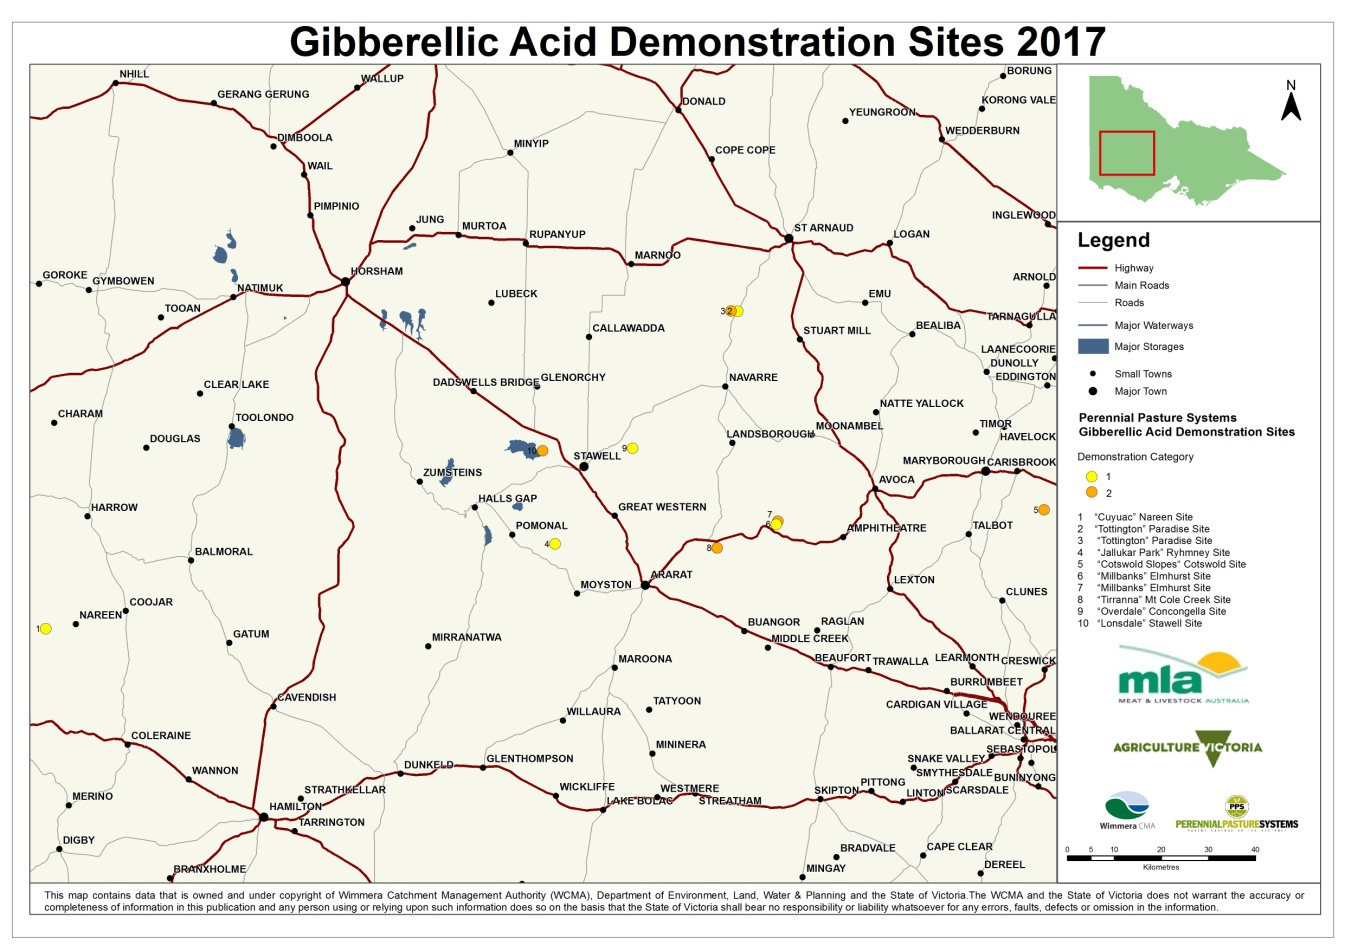 Gibberellic Acid Demonstration Sites 2017
NHILL
WALLUP
GERANG GERUNG
DONALD
BORUNG
KORONG VALE
YEUNGROON
WEDDERBURN
DIMBOOLA
MINYIP
COPE COPE
WAIL
PIMPINIO
JUNG
MURTOA
RUPANYUP
ST ARNAUD
LOGAN
INGLEWOOD
MARNOO
HORSHAM
GOROKE
GYMBOWEN
NATIMUK
ARNOLD
LUBECK
EMU
TOOAN
3 2
TARNAGULLA
CALLAWADDA
STUART MILL
BEALIBA
LAANECOORIE
DUNOLLY
EDDINGTON
DADSWELLS BRIDGE
GLENORCHY
NAVARRE
CLEAR LAKE
NATTE YALLOCK
CHARAM
TOOLONDO
MOONAMBEL
TIMOR
HAVELOCK
DOUGLAS
LANDSBOROUGH
10
9
STAWELL
MARYBOROUGH
CARISBROOK
ZUMSTEINS
AVOCA
HALLS GAP
HARROW
GREAT WESTERN
5
7
6
POMONAL
AMPHITHEATRE
TALBOT
4
8
BALMORAL
ARARAT
MOYSTON
LEXTON
CLUNES
COOJAR
NAREEN
1
GATUM
MIRRANATWA
BUANGOR
RAGLAN
MIDDLE CREEK
MAROONA
BEAUFORT
TRAWALLA
LEARMONTH
CRESWICK
BURRUMBEET
CAVENDISH
TATYOON
CARDIGAN VILLAGE
WILLAURA
WENDOUREE
BALLARAT CENTRAL
COLERAINE
MININERA
SEBASTOPOL
SNAKE VALLEY
GLENTHOMPSON
DUNKELD
WANNON
SMYTHESDALE
BUNINYONG
PITTONG
STRATHKELLAR
WICKLIFFE
WESTMERE
SKIPTON
LINTON
SCARSDALE
MERINO
HAMILTON
LAKE BOLAC
STREATHAM
TARRINGTON
DIGBY
BRADVALE
CAPE CLEAR
BRANXHOLME
MINGAY
DEREEL
N
Legend
Highway
Main Roads
Roads
Major Waterways
Major Storages
Small Towns
Major Town
Perennial Pasture Systems
Gibberellic Acid Demonstration Sites
Demonstration Category
1
2
1 “Cuyuac” Nareen Site
2 “Tottington” Paradise Site
3 “Tottington” Paradise Site
4 “Jallukar Park” Ryhmney Site
5 “Cotswold Slopes“ Cotswold Site
6 “Millbanks” Elmhurst Site
7 “Millbanks” Elmhurst Site
8 “Tirranna” Mt Cole Creek Site
9 “Overdale” Concongella Site
10 “Lonsdale” Stawell Site
mla
MEAT & LIVESTOCK AUSTRALIA
AGRICULTURE VICTORIA
Wimmera CMA
PPS
PERENNIALPASTURESYSTEMS
0 5 10 20 30 40
Kilometres
This map contains data that is owned and under copyright of Wimmera Catchment Management Authority (WCMA), Department of Environment, Land, Water & Planning and the State of Victoria.The WCMA and the State of Victoria does not warrant the accuracy or
completeness of information in this publication and any person using or relying upon such information does so on the basis that the State of Victoria shall bear no responsibility or liability whatsoever for any errors, faults, defects or omission in the information.